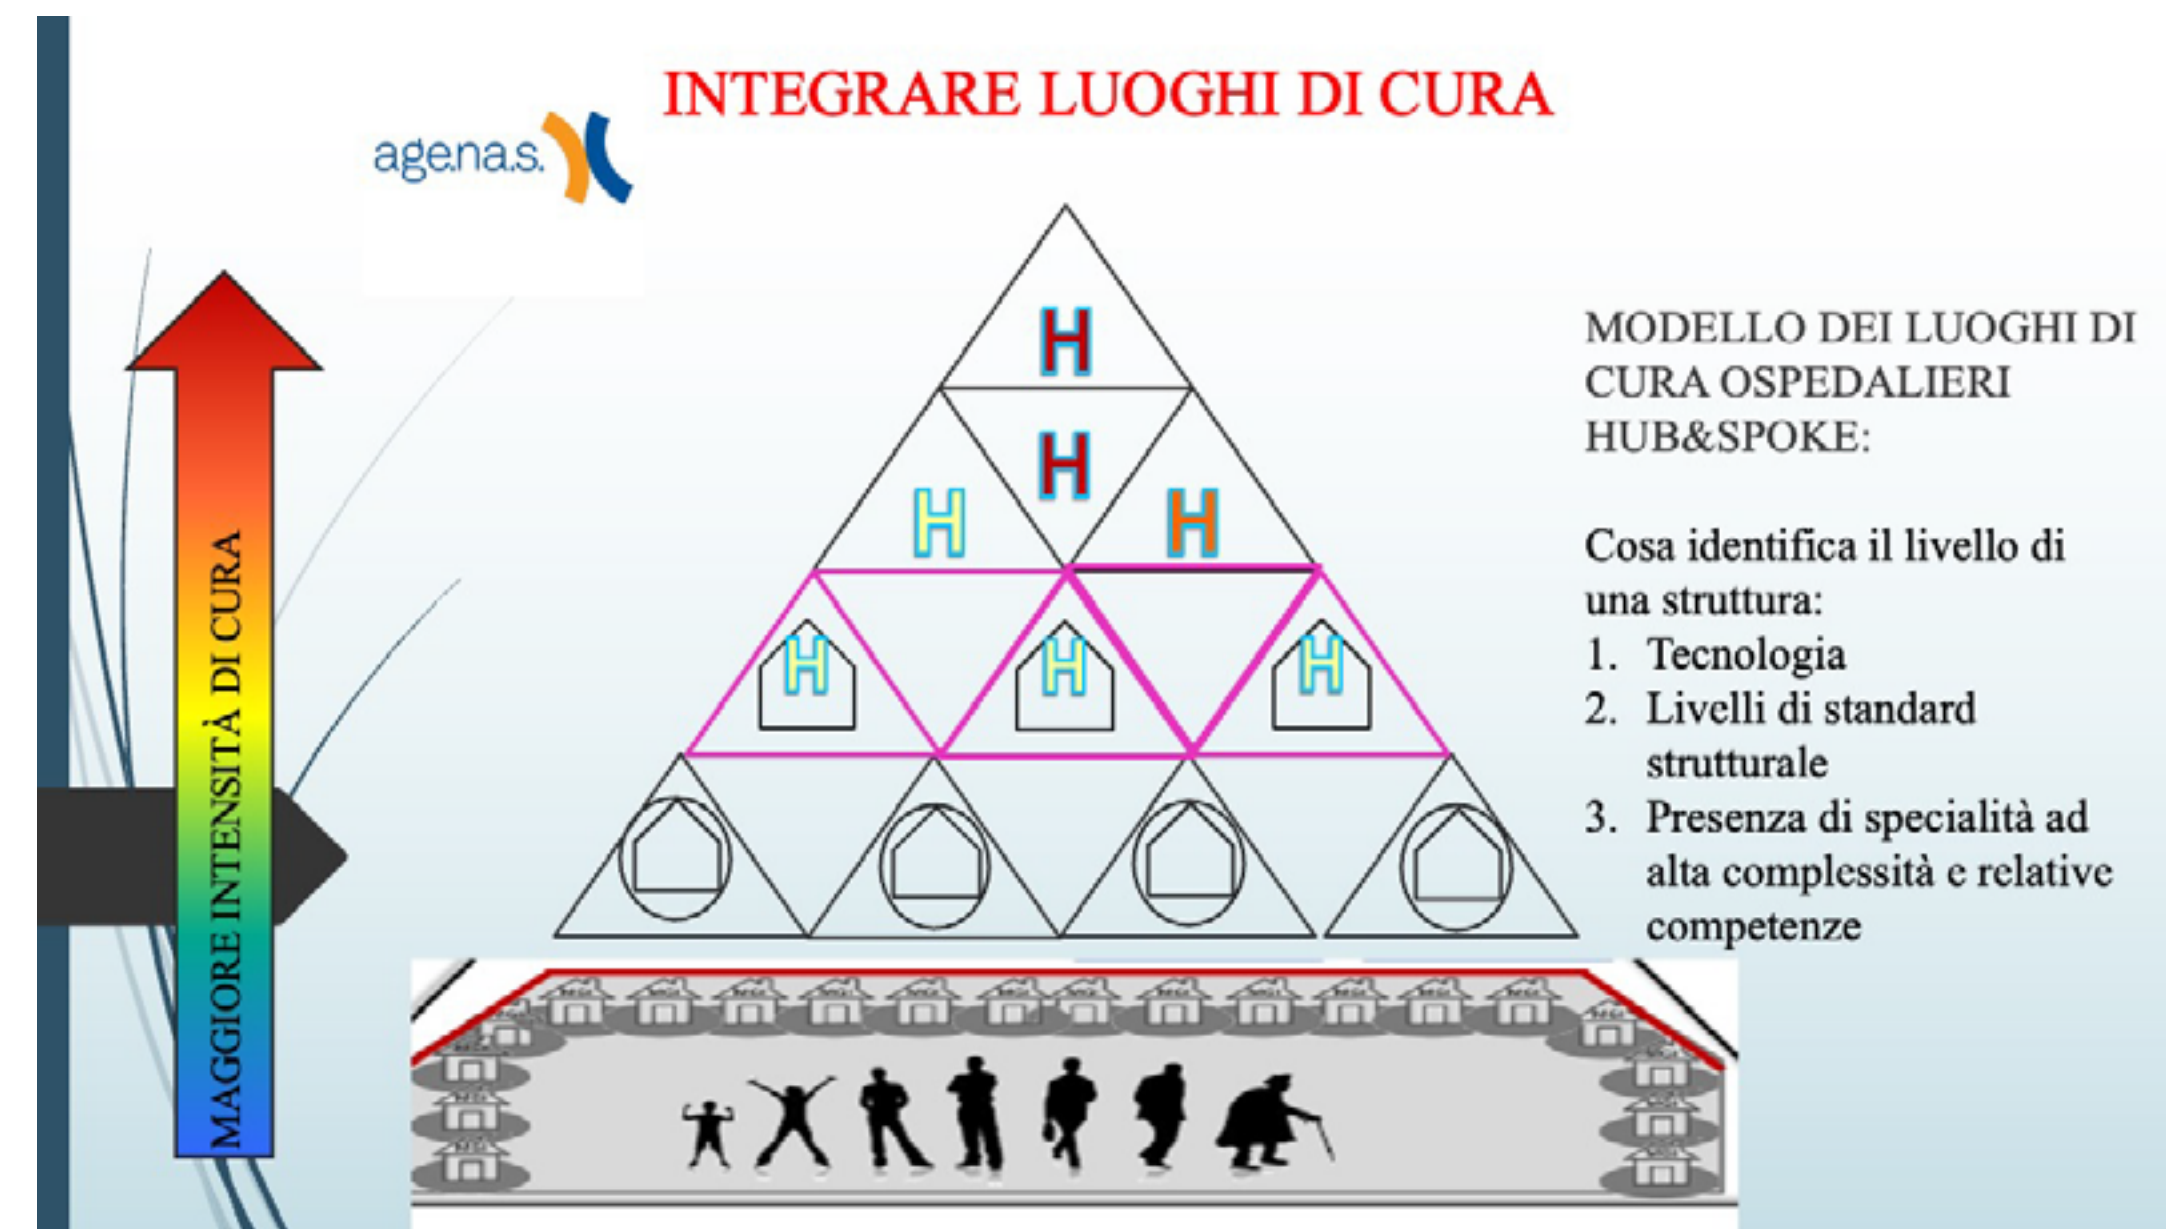 INTEGRARE LUOGHI DI CURA
agenas.
H
H
H
H
H
H
H
MAGGIORE INTENSITÀ DI CURA
MODELLO DEI LUOGHI DI
CURA OSPEDALIERI
HUB&SPOKE:
Cosa identifica il livello di
una struttura:
1. Tecnologia
2. Livelli di standard
strutturale
3. Presenza di specialità ad
alta complessità e relative
competenze